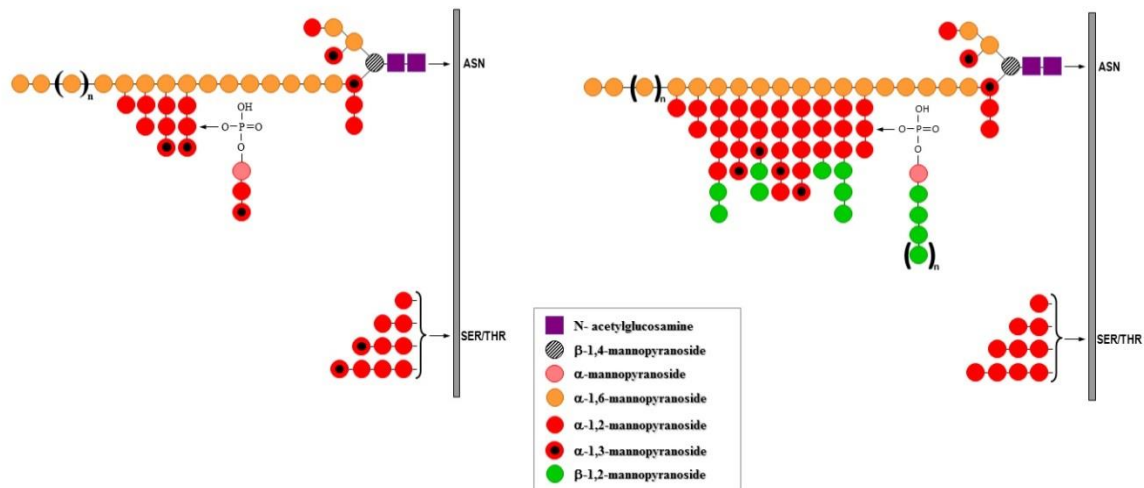 ASN
n
OH
O-P=O
O
SER/THR
ASN
n
OH
O-P=O
O
n
SER/THR
N- acetylglucosamine
β-1,4-mannopyranoside
α-mannopyranoside
α-1,6-mannopyranoside
α-1,2-mannopyranoside
α-1,3-mannopyranoside
β-1,2-mannopyranoside